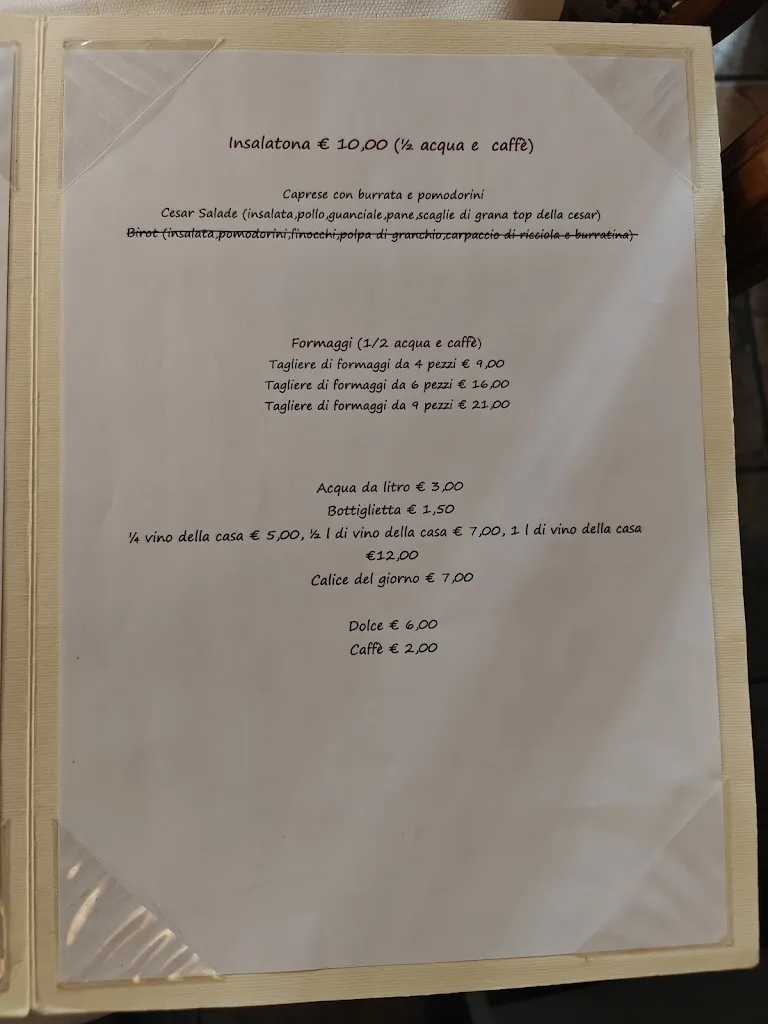 Insalatona € 10,00 (½ acqua e caffè)
Caprese con burrata e pomodorini
Cesar Salade (insalata,pollo,guanciale,pane,scaglie di grana top della cesar)
Birot (insalata,pomodorini,finocchi,polpa di granchio,carpaccio di ricciola e burratina)
Formaggi (1/2 acqua e caffè)
Tagliere di formaggi da 4 pezzi € 9,00
Tagliere di formaggi da 6 pezzi € 16,00
Tagliere di formaggi da 9 pezzi € 21,00
Acqua da litro € 3,00
Bottiglietta € 1,50
¼ vino della casa € 5,00, ½ l di vino della casa € 7,00, 1 l di vino della casa
€12,00
Calice del giorno € 7,00
Dolce € 6,00
Caffè € 2,00